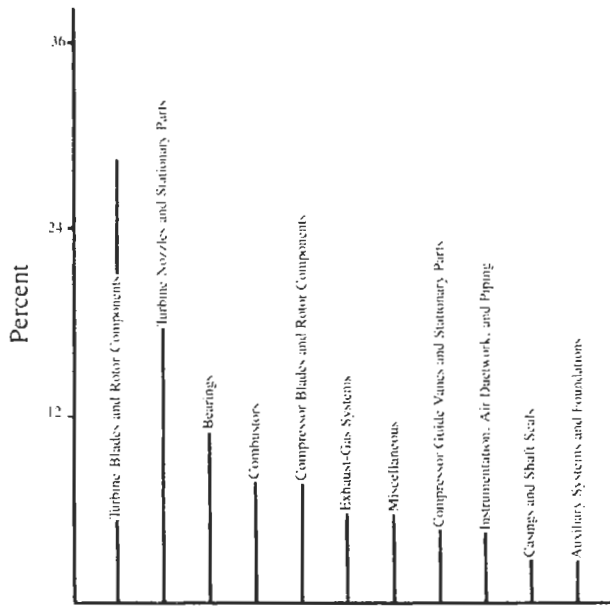 Percent
36
24
12
Turbine Blades and Rotor Components
Turbine Nozzles and Stationary Parts
Bearings
Combustors
Compressor Blades and Rotor Components
Exhaust-Gas Systems
Miscellaneous
Compressor Guide Vanes and Stationary Parts
Instrumentation, Air Ductwork, and Piping
Casings and Shaft Seals
Auxiliary Systems and Foundations